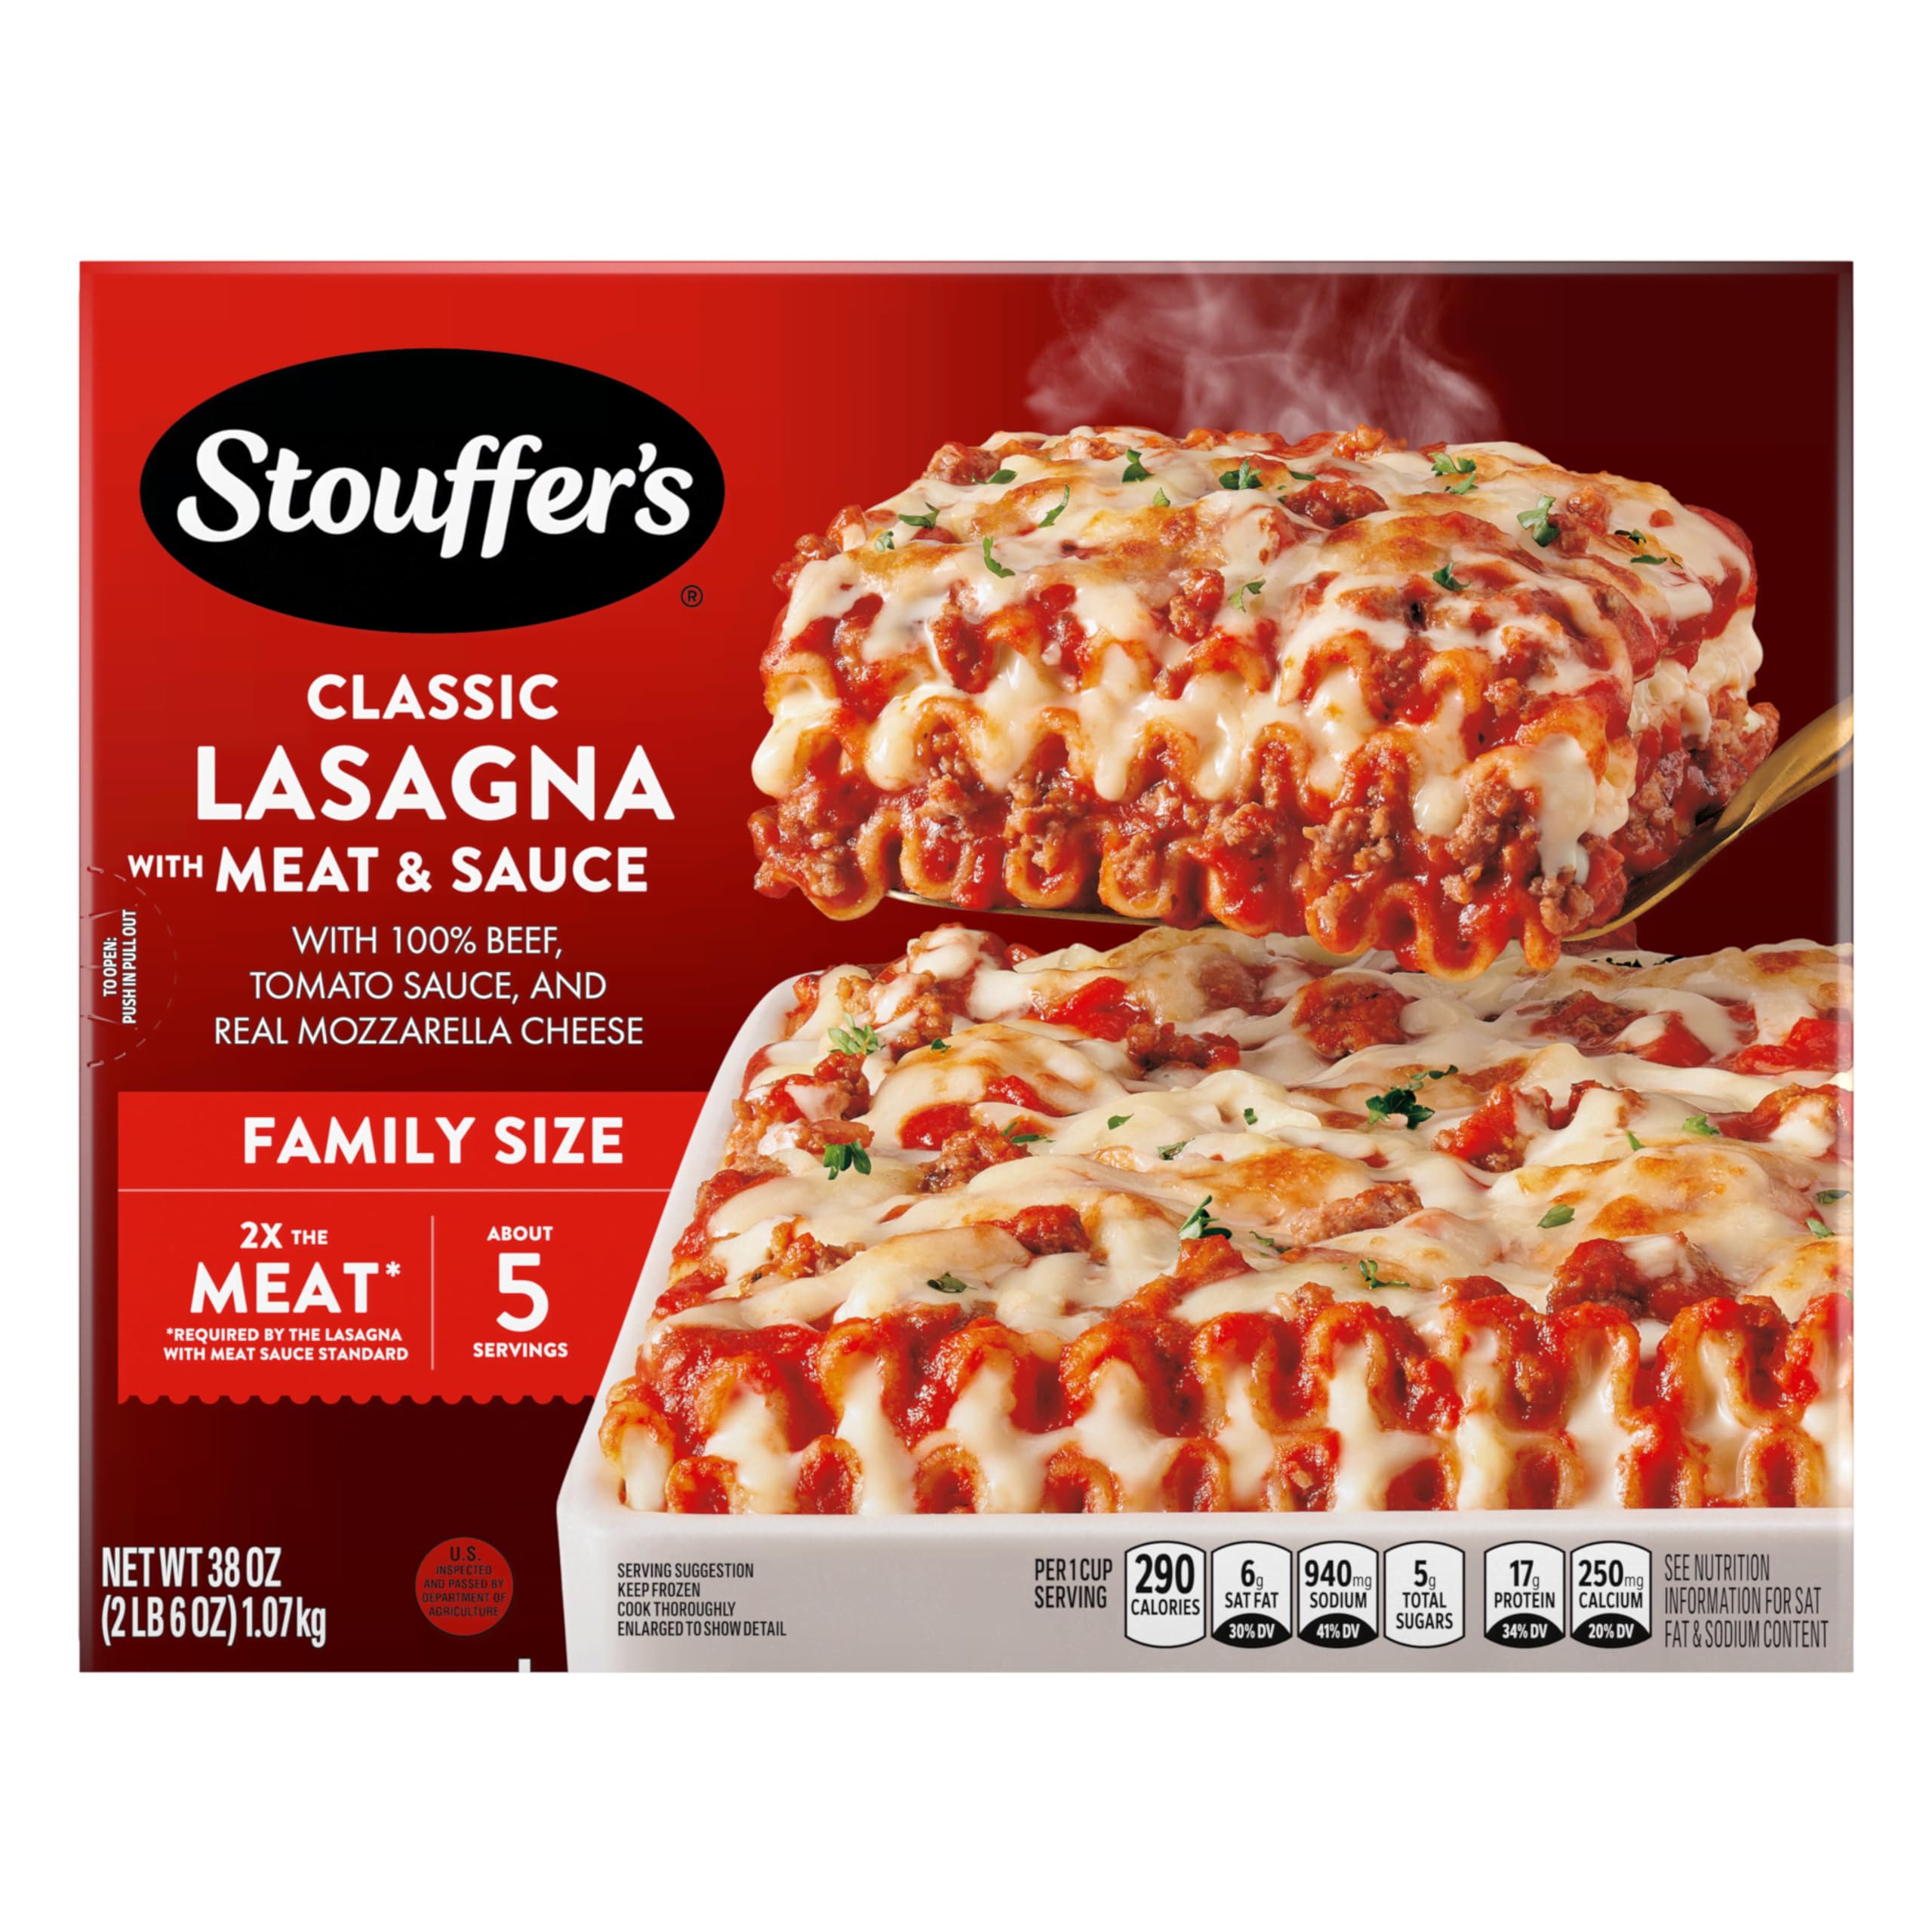 Stouffer's
®
CLASSIC
LASAGNA
WITH MEAT & SAUCE
WITH 100% BEEF,
TOMATO SAUCE, AND
REAL MOZZARELLA CHEESE
TO OPEN:
PUSH IN PULL OUT
FAMILY SIZE
2X THE
MEAT*
*REQUIRED BY THE LASAGNA
WITH MEAT SAUCE STANDARD
ABOUT
5
SERVINGS
NET WT 38 OZ
(2 LB 6 OZ) 1.07kg
U.S.
INSPECTED
AND PASSED BY
DEPARTMENT OF
AGRICULTURE
SERVING SUGGESTION
KEEP FROZEN
COOK THOROUGHLY
ENLARGED TO SHOW DETAIL
PER 1 CUP
SERVING
290
CALORIES
6g
SAT FAT
30% DV
940mg
SODIUM
41% DV
5g
TOTAL
SUGARS
17g
PROTEIN
34% DV
250mg
CALCIUM
20% DV
SEE NUTRITION
INFORMATION FOR SAT
FAT & SODIUM CONTENT